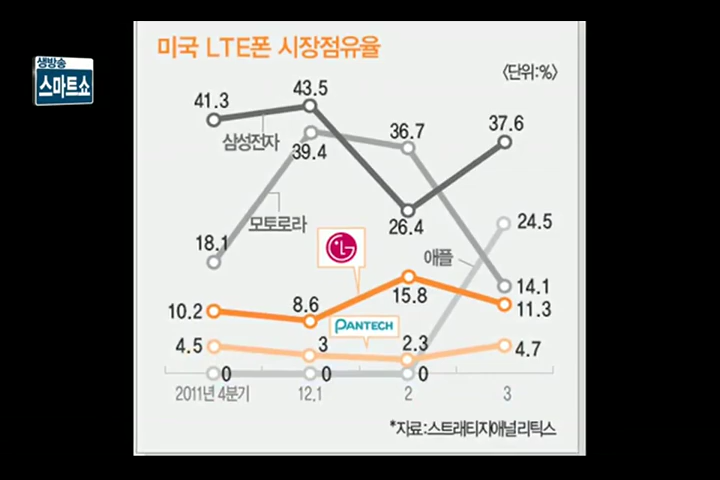 미국 LTE폰 시장점유율
생방송
스마트쇼
〈단위:%〉
43.5
41.3
37.6
삼성전자
39.4
36.7
26.4
모토로라
24.5
18.1
LG
애플
14.1
10.2
8.6
15.8
11.3
PANTECH
4.5
3
2.3
4.7
0
0
0
2011년 4분기 12.1 2 3
*자료:스트래티지애널리틱스